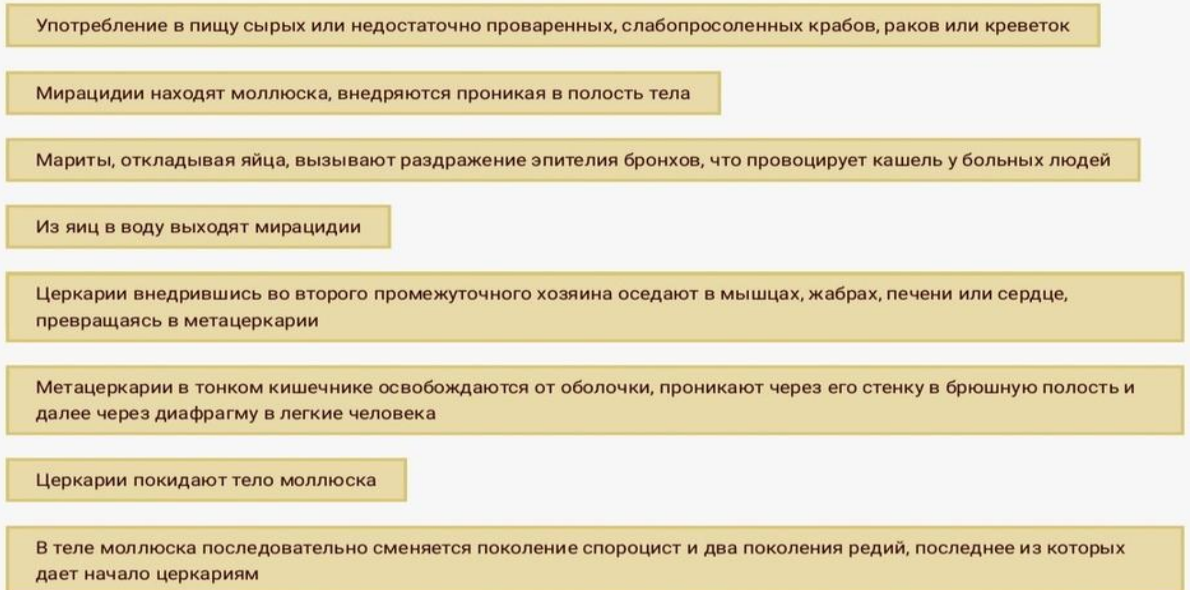 Употребление в пищу сырых или недостаточно проваренных, слабопросоленных крабов, раков или креветок
Мирацидии находят моллюска, внедряются проникая в полость тела
Мариты, откладывая яйца, вызывают раздражение эпителия бронхов, что провоцирует кашель у больных людей
Из яиц в воду выходят мирацидии
Церкарии внедрившись во второго промежуточного хозяина оседают в мышцах, жабрах, печени или сердце,
превращаясь в метацеркарии
Метацеркарии в тонком кишечнике освобождаются от оболочки, проникают через его стенку в брюшную полость и
далее через диафрагму в легкие человека
Церкарии покидают тело моллюска
В теле моллюска последовательно сменяется поколение спороцист и два поколения редий, последнее из которых
дает начало церкариям